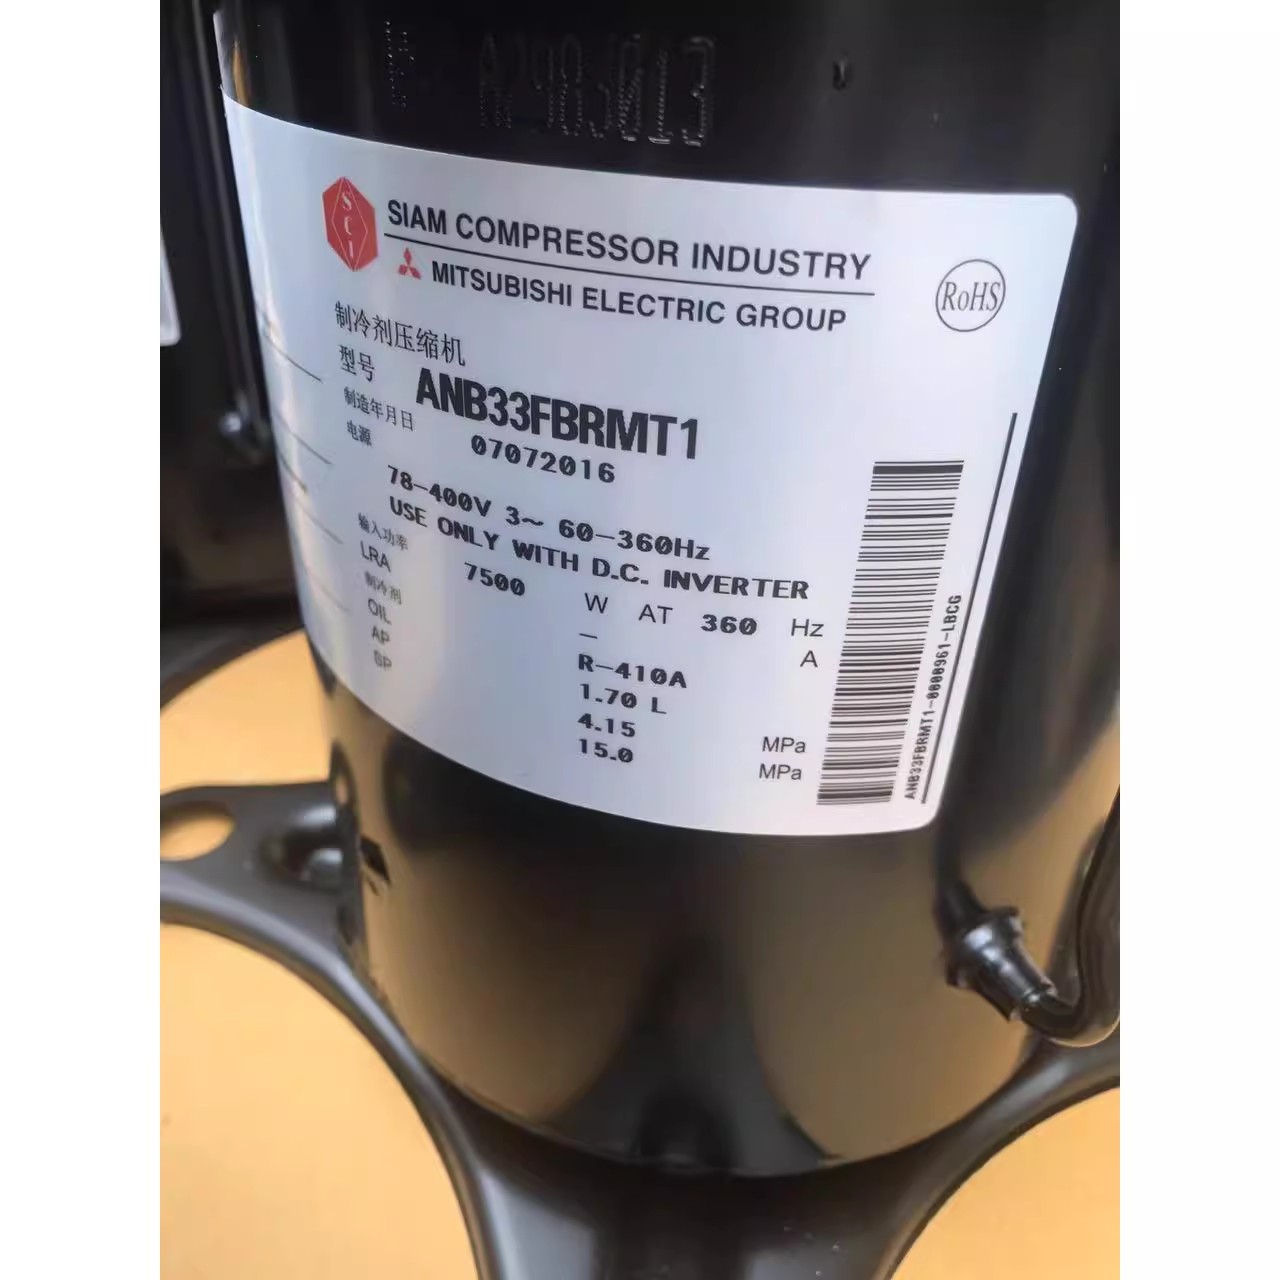 A2983013
SCI
SIAM COMPRESSOR INDUSTRY
MITSUBISHI ELECTRIC GROUP
RoHS
制冷剂压缩机
型号 ANB33FBRMT1
制造年月日 07072016
电源
78-400V 3~ 60-360Hz
USE ONLY WITH D.C. INVERTER
输入功率 7500 W AT 360 Hz
LRA - A
制冷剂 R-410A
OIL 1.70 L
AP 4.15 MPa
GP 15.0 MPa
ANB33FBRMT1-0000961-LBCG